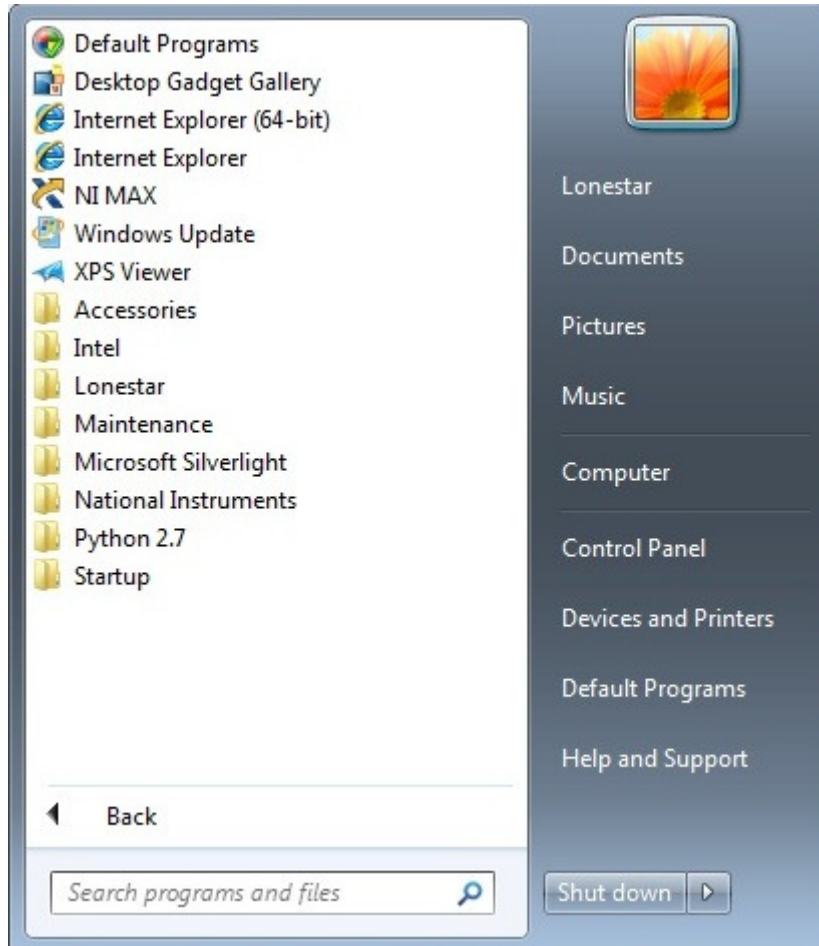 Default Programs
Desktop Gadget Gallery
Internet Explorer (64-bit)
Internet Explorer
NI MAX
Windows Update
XPS Viewer
Accessories
Intel
Lonestar
Maintenance
Microsoft Silverlight
National Instruments
Python 2.7
Startup
Back
Search programs and files
Lonestar
Documents
Pictures
Music
Computer
Control Panel
Devices and Printers
Default Programs
Help and Support
Shut down